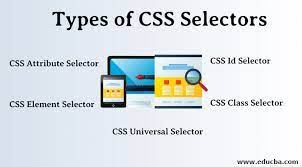 Types of CSS Selectors
CSS Attribute Selector
CSS Id Selector
CSS Element Selector
CSS Class Selector
CSS Universal Selector
www.educba.com